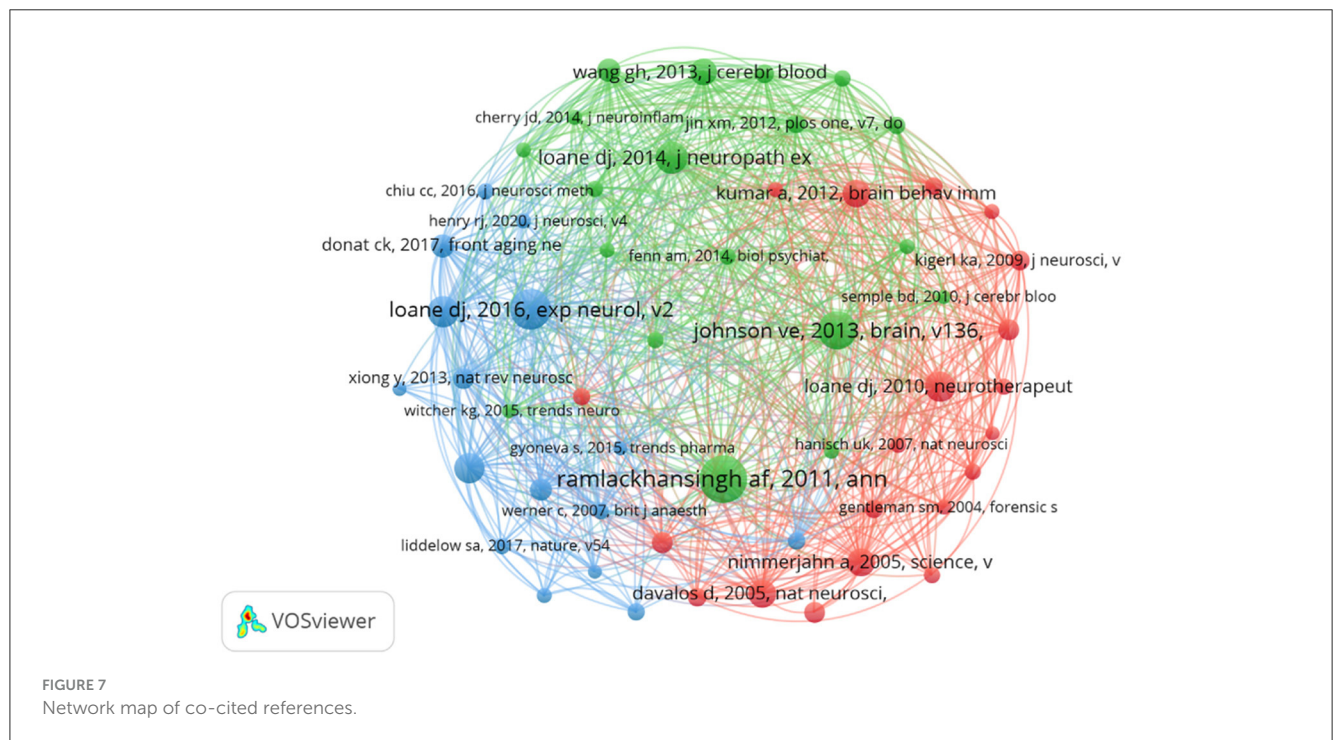 wang gh, 2013, j cerebr blood
cherry jd, 2014, j neuroinflam
jin xm, 2012, plos one, v7, do
loane dj, 2014, j neuropath ex
chiu cc, 2016, j neurosci meth
kumar a, 2012, brain behav imm
henry rj, 2020, j neurosci, v4
donat ck, 2017, front aging ne
fenn am, 2014, biol psychiat,
kigerl ka, 2009, j neurosci, v
semple bd, 2010, j cerebr bloo
loane dj, 2016, exp neurol, v2
johnson ve, 2013, brain, v136,
xiong y, 2013, nat rev neurosc
loane dj, 2010, neurotherapeut
witcher kg, 2015, trends neuro
gyoneva s, 2015, trends pharma
hanisch uk, 2007, nat neurosci
ramlackhansingh af, 2011, ann
werner c, 2007, brit j anaesth
gentleman sm, 2004, forensic s
liddelow sa, 2017, nature, v54
nimmerjahn a, 2005, science, v
davalos d, 2005, nat neurosci,
VOSviewer
FIGURE 7
Network map of co-cited references.